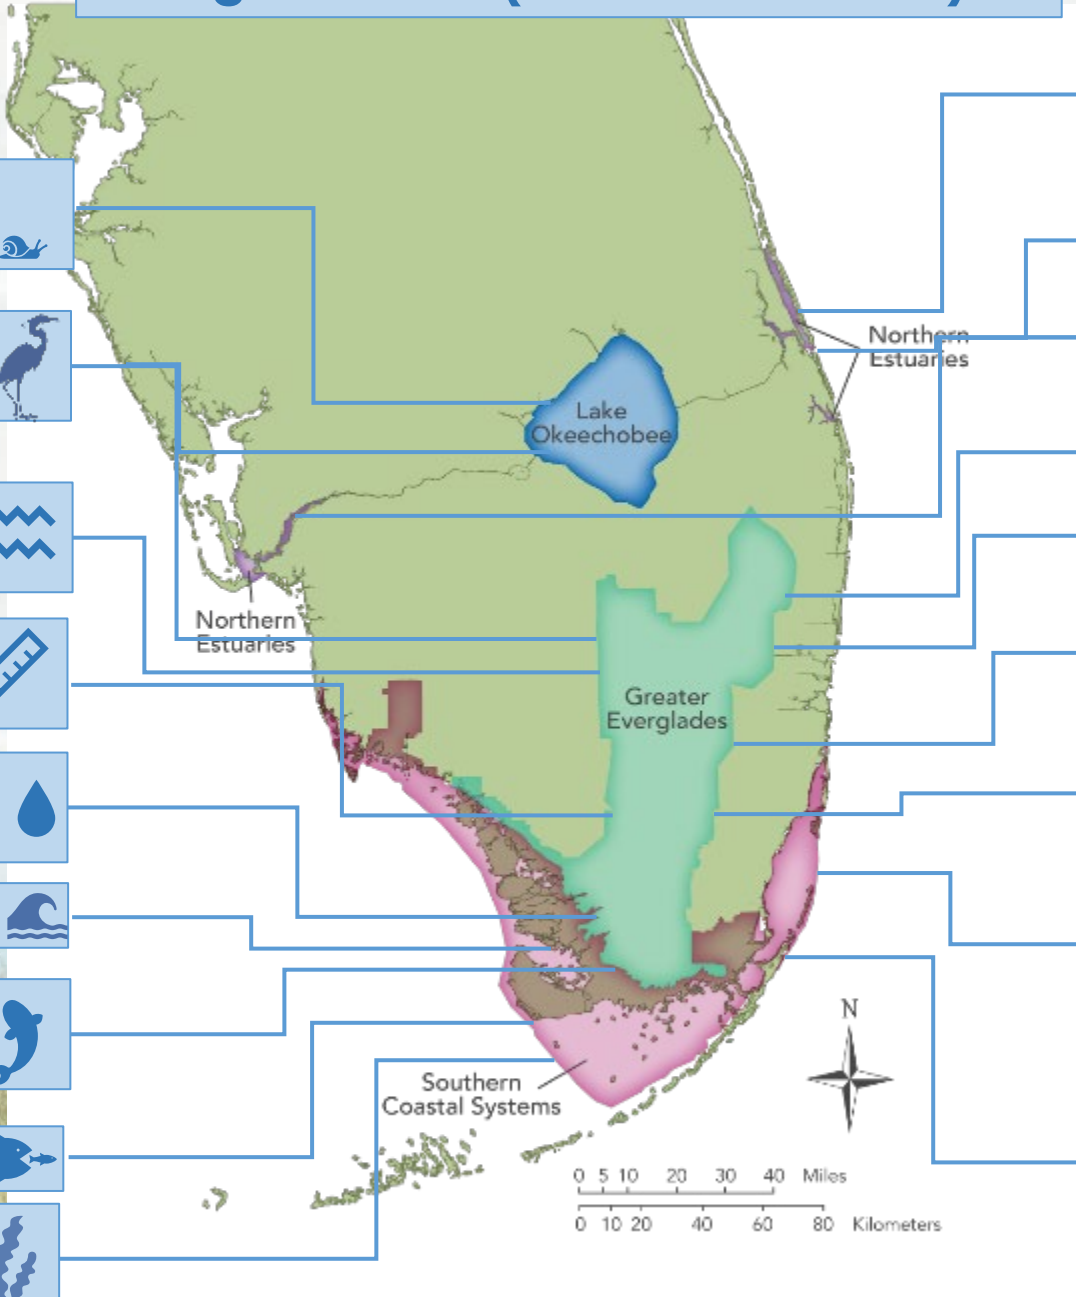 Northern
Estuaries
Lake
Okeechobee
Northern
Estuaries
Greater
Everglades
N
Southern
Coastal Systems
0 5 10 20 30 40 Miles
0 10 20 40 60 80 Kilometers